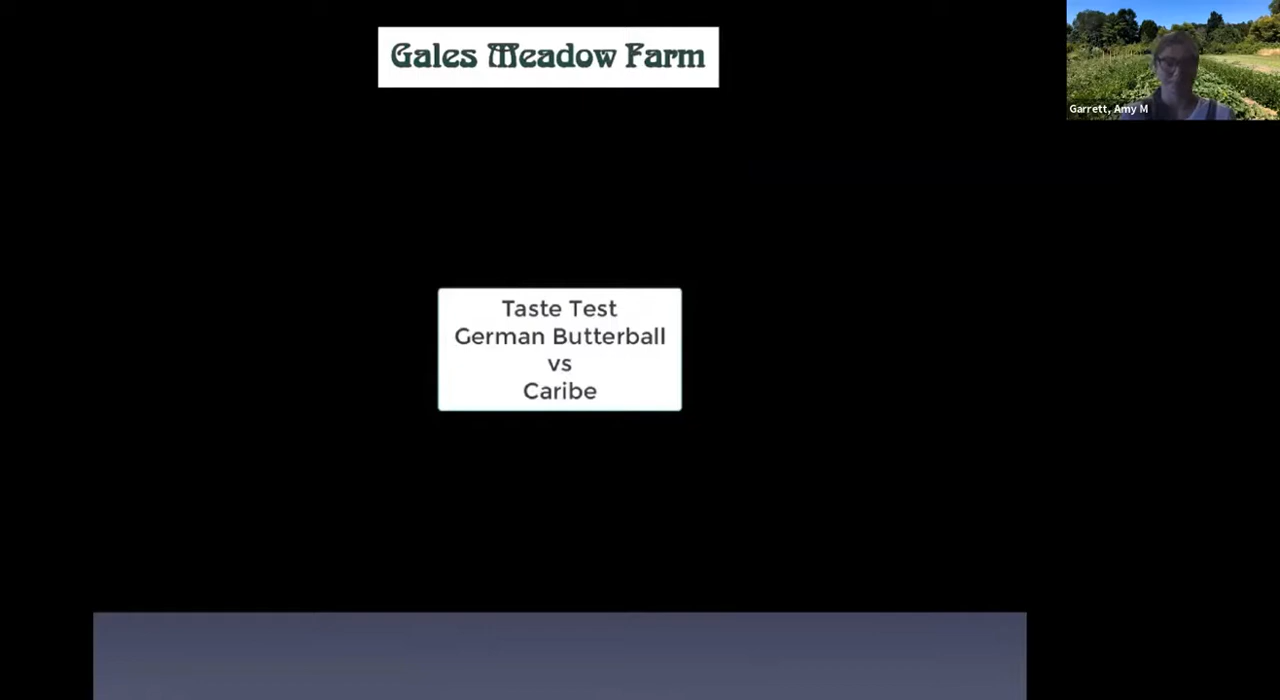 Gales Meadow Farm
Garrett, Amy M
Taste Test
German Butterball
vs
Caribe